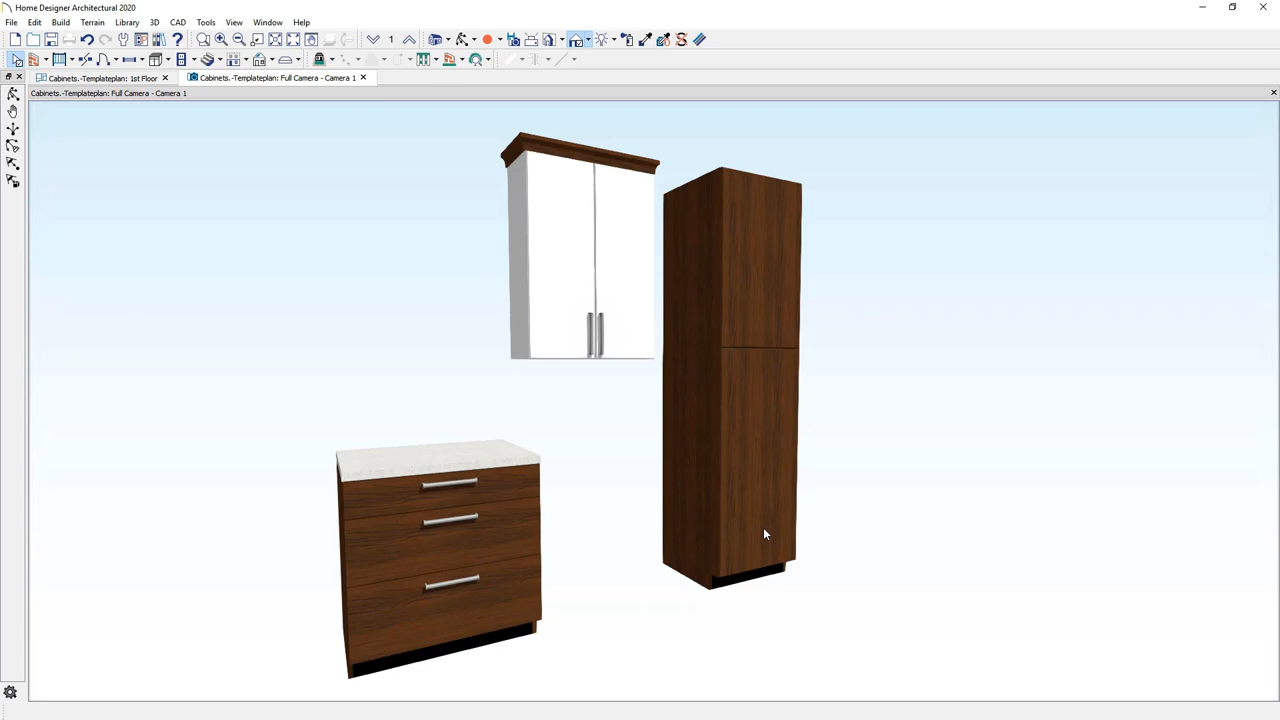 Home Designer Architectural 2020
File Edit Build Terrain Library 3D CAD Tools View Window Help
1
Cabinets.-Templateplan: 1st Floor
Cabinets.-Templateplan: Full Camera - Camera 1
Cabinets.-Templateplan: Full Camera - Camera 1